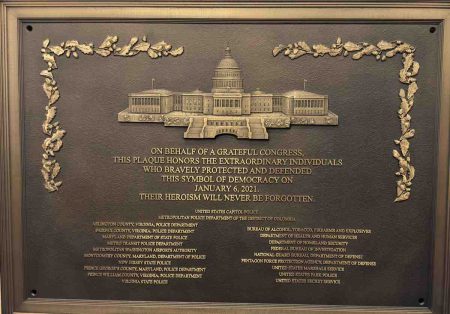 ON BEHALF OF A GRATEFUL CONGRESS,
THIS PLAQUE HONORS THE EXTRAORDINARY INDIVIDUALS
WHO BRAVELY PROTECTED AND DEFENDED
THIS SYMBOL OF DEMOCRACY ON
JANUARY 6, 2021.
THEIR HEROISM WILL NEVER BE FORGOTTEN.
UNITED STATES CAPITOL POLICE
METROPOLITAN POLICE DEPARTMENT OF THE DISTRICT OF COLUMBIA
ARLINGTON COUNTY, VIRGINIA, POLICE DEPARTMENT
FAIRFAX COUNTY, VIRGINIA, POLICE DEPARTMENT
MARYLAND DEPARTMENT OF STATE POLICE
METRO TRANSIT POLICE DEPARTMENT
METROPOLITAN WASHINGTON AIRPORTS AUTHORITY
MONTGOMERY COUNTY, MARYLAND, DEPARTMENT OF POLICE
NEW JERSEY STATE POLICE
PRINCE GEORGE'S COUNTY, MARYLAND, POLICE DEPARTMENT
PRINCE WILLIAM COUNTY, VIRGINIA, POLICE DEPARTMENT
VIRGINIA STATE POLICE
BUREAU OF ALCOHOL, TOBACCO, FIREARMS AND EXPLOSIVES
DEPARTMENT OF HEALTH AND HUMAN SERVICES
DEPARTMENT OF HOMELAND SECURITY
FEDERAL BUREAU OF INVESTIGATION
NATIONAL GUARD BUREAU, DEPARTMENT OF DEFENSE
PENTAGON FORCE PROTECTION AGENCY, DEPARTMENT OF DEFENSE
UNITED STATES MARSHALS SERVICE
UNITED STATES PARK POLICE
UNITED STATES SECRET SERVICE